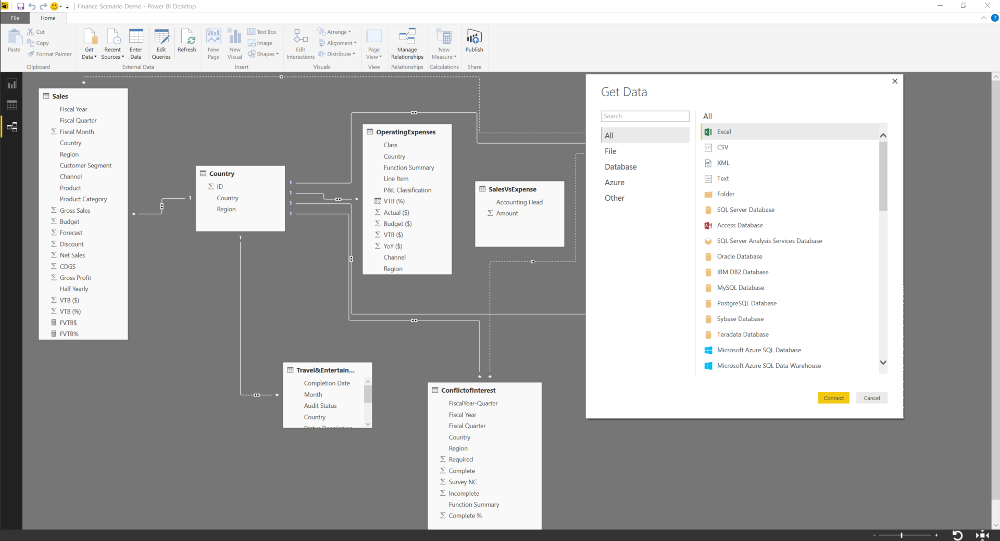 Finance Scenario Demo - Power BI Desktop
File
Home
Paste
Cut
Copy
Format Painter
Clipboard
Get Data
Recent Sources
Enter Data
Edit Queries
Refresh
External Data
New Page
New Visual
Text Box
Image
Shapes
Insert
Edit Interactions
Arrange
Alignment
Distribute
Visuals
Page View
View
Manage Relationships
Relationships
New Measure
Calculations
Publish
Share
?
*
Sales
Fiscal Year
Fiscal Quarter
Σ Fiscal Month
Country
Region
Customer Segment
Channel
Product
Product Category
Σ Gross Sales
Σ Budget
Σ Forecast
Σ Discount
Σ Net Sales
Σ COGS
Σ Gross Profit
Half Yearly
Σ VTB ($)
Σ VTB (%)
FVTB$
FVTB%
* 1
Country
Σ ID
Country
Region
1
1
1
1
1
*
OperatingExpenses
Class
Country
Function Summary
Line Item
P&L Classification
VTB (%)
Σ Actual ($)
Σ Budget ($)
Σ VTB ($)
Σ YoY ($)
Channel
Region
SalesVsExpense
Accounting Head
Σ Amount
*
Travel&Entertain...
Completion Date
Month
Audit Status
Country
Status Description
* *
ConflictofInterest
FiscalYear-Quarter
Fiscal Year
Fiscal Quarter
Country
Region
Σ Required
Σ Complete
Σ Survey NC
Σ Incomplete
Function Summary
Σ Complete %
Get Data
Search
All
File
Database
Azure
Other
All
Excel
CSV
XML
Text
Folder
SQL Server Database
Access Database
SQL Server Analysis Services Database
Oracle Database
IBM DB2 Database
MySQL Database
PostgreSQL Database
Sybase Database
Teradata Database
Microsoft Azure SQL Database
Microsoft Azure SQL Data Warehouse
Connect
Cancel
- +